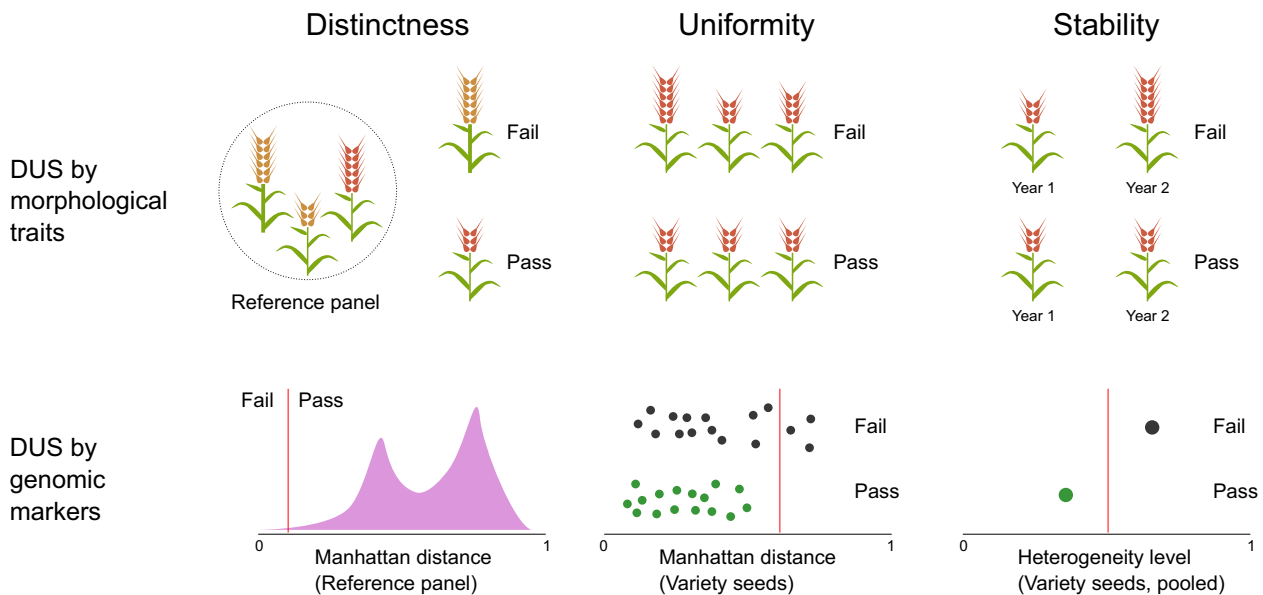 Distinctness
Uniformity
Stability
DUS by
morphological
traits
Fail
Pass
Reference panel
Fail
Pass
Fail
Year 1
Year 2
Pass
Year 1
Year 2
DUS by
genomic
markers
Fail
Pass
0
1
Manhattan distance
(Reference panel)
Fail
Pass
0
1
Manhattan distance
(Variety seeds)
Fail
Pass
0
1
Heterogeneity level
(Variety seeds, pooled)